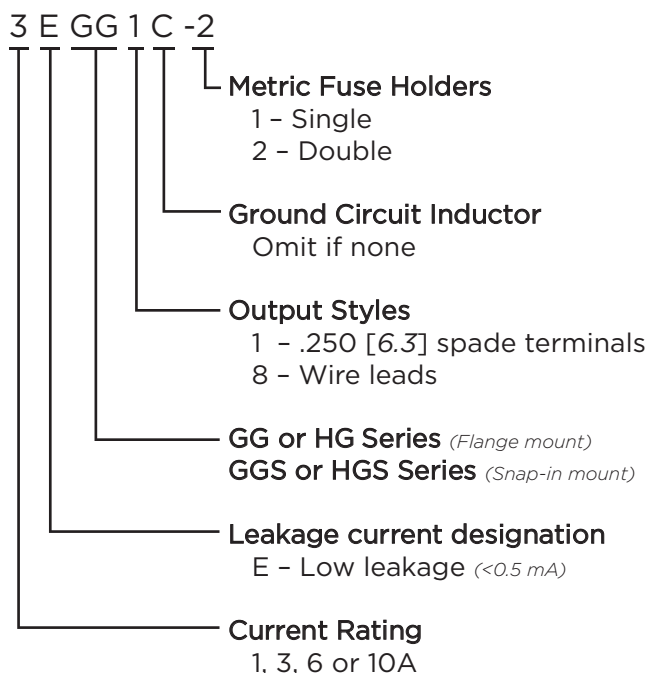 3 E GG 1 C -2
Metric Fuse Holders
1 – Single
2 – Double
Ground Circuit Inductor
Omit if none
Output Styles
1 – .250 [6.3] spade terminals
8 – Wire leads
GG or HG Series (Flange mount)
GGS or HGS Series (Snap-in mount)
Leakage current designation
E – Low leakage (<0.5 mA)
Current Rating
1, 3, 6 or 10A